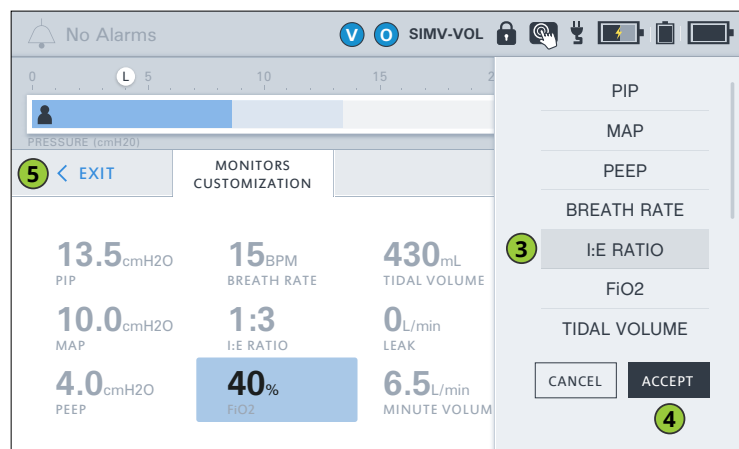 No Alarms
V O SIMV-VOL
0 L 5 10 15 2
PRESSURE (cmH20)
5 < EXIT
MONITORS
CUSTOMIZATION
13.5cmH2O
PIP
15BPM
BREATH RATE
430mL
TIDAL VOLUME
10.0cmH2O
MAP
1:3
I:E RATIO
0L/min
LEAK
4.0cmH2O
PEEP
40%
FiO2
6.5L/min
MINUTE VOLUM
PIP
MAP
PEEP
BREATH RATE
3 I:E RATIO
FiO2
TIDAL VOLUME
CANCEL ACCEPT
4